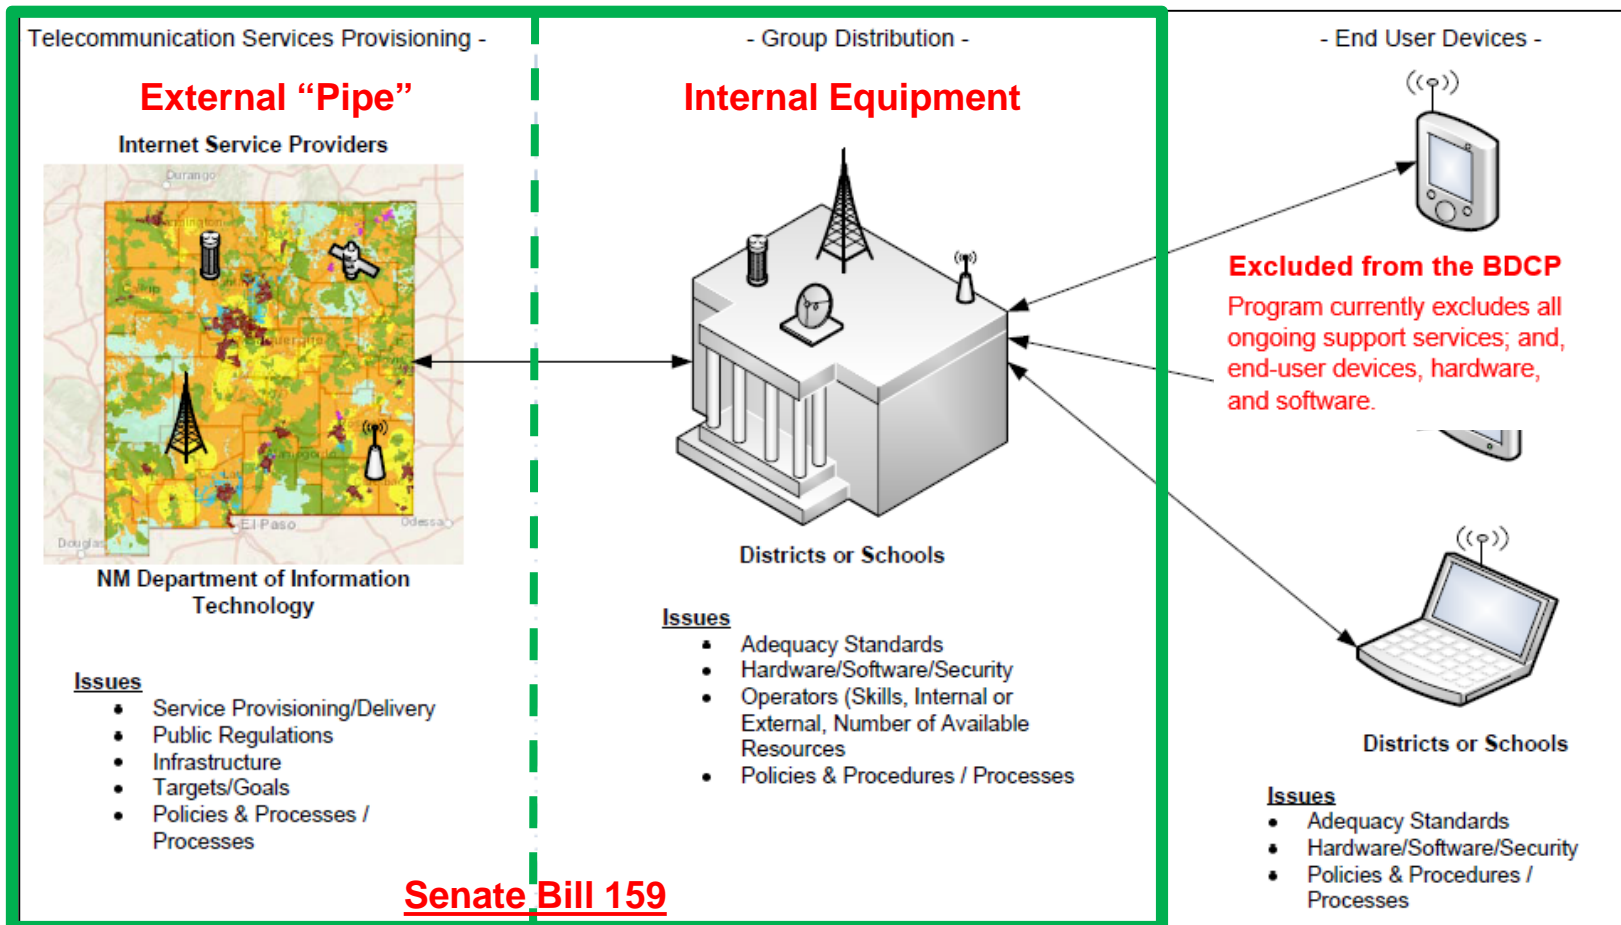 Telecommunication Services Provisioning -
External “Pipe”
Internet Service Providers
Durango
El Paso
Odessa
Douglas
NM Department of Information
Technology
Issues
Service Provisioning/Delivery
Public Regulations
Infrastructure
Targets/Goals
Policies & Processes /
Processes
- Group Distribution -
Internal Equipment
Districts or Schools
Issues
Adequacy Standards
Hardware/Software/Security
Operators (Skills, Internal or
External, Number of Available
Resources
Policies & Procedures / Processes
Senate Bill 159
- End User Devices -
Excluded from the BDCP
Program currently excludes all
ongoing support services; and,
end-user devices, hardware,
and software.
Districts or Schools
Issues
Adequacy Standards
Hardware/Software/Security
Policies & Procedures /
Processes